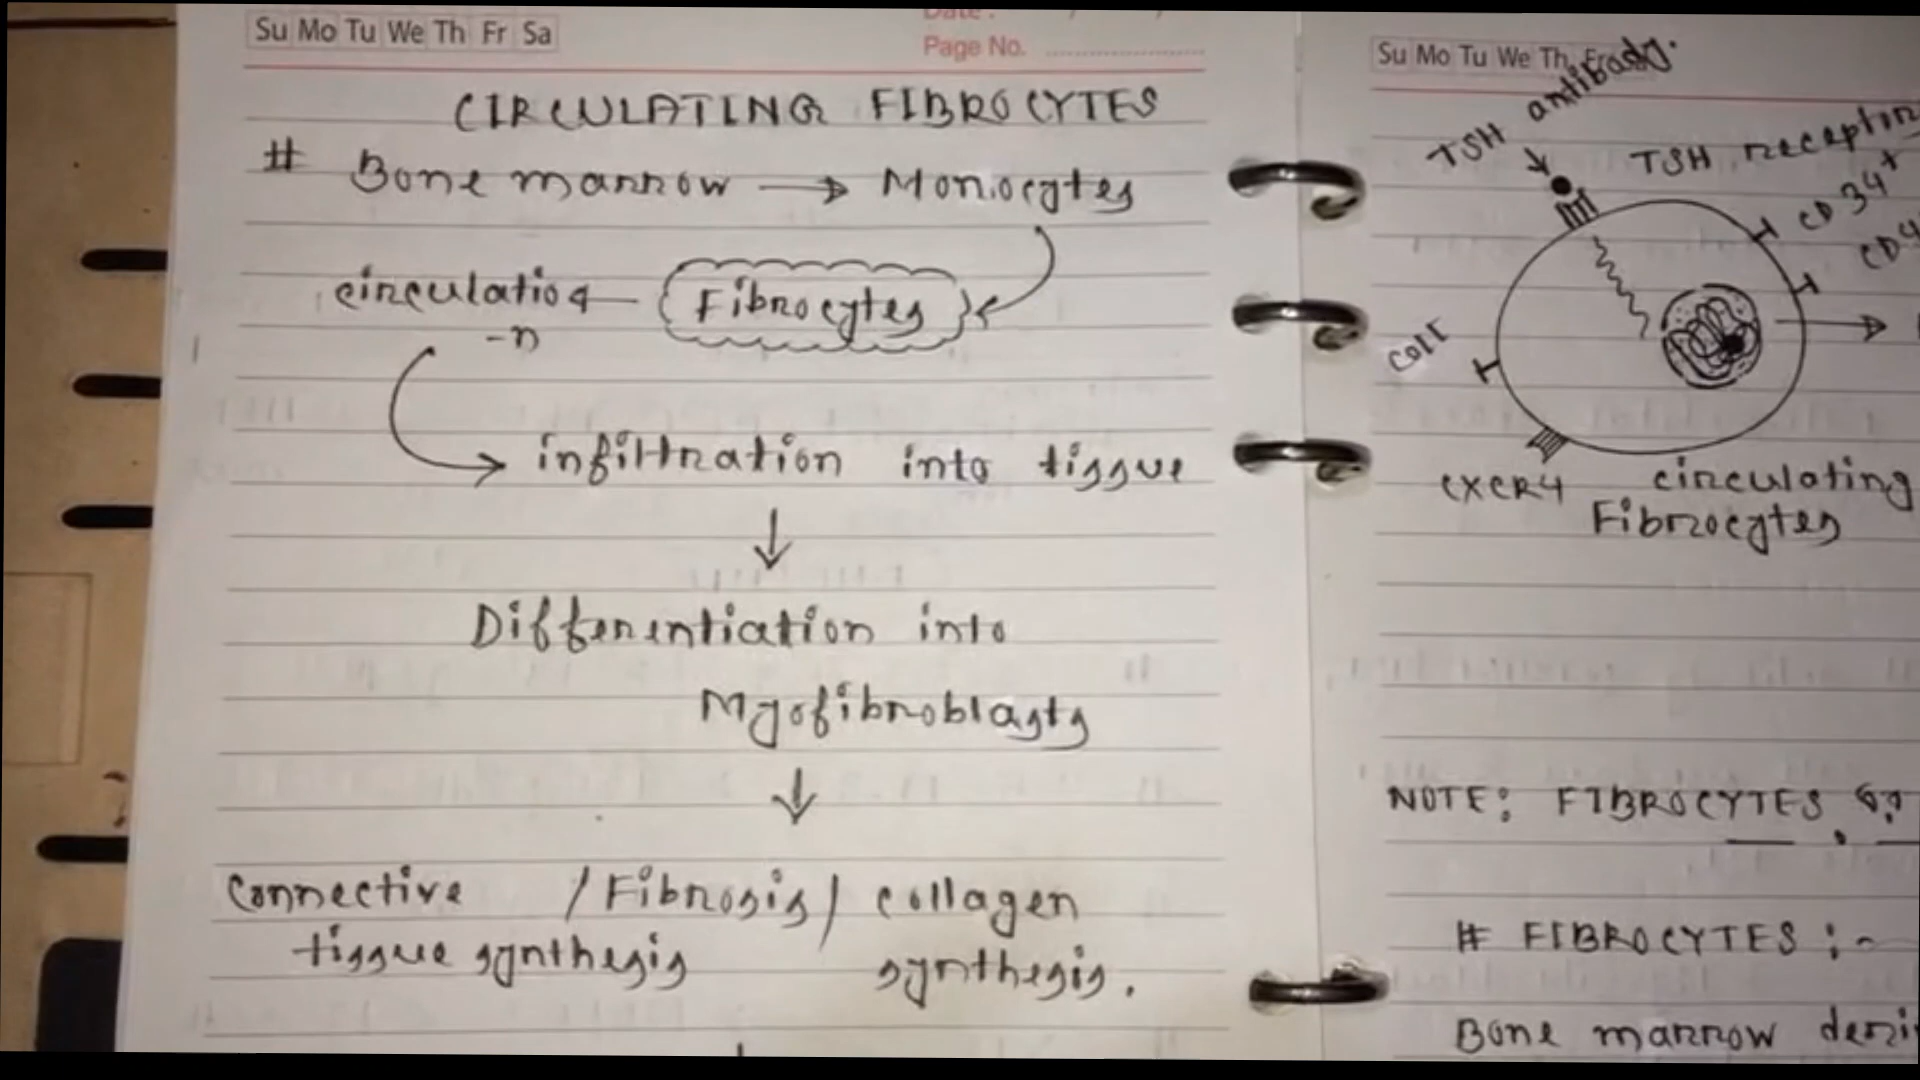 Su Mo Tu We Th Fr Sa
Page No.
CIRCULATING FIBROCYTES
# Bone marrow → Monocytes
circulatio
-n
Fibrocytes
infiltration into tissue
↓
Differentiation into
Myofibroblasts
↓
Connective / Fibrosis / collagen
tissue synthesis synthesis.
Su Mo Tu We Th
TSH antibody.
TSH receptor
CD34+
CD4
CXCR4
circulating
Fibrocytes
NOTE: FIBROCYTES
# FIBROCYTES :-
Bone marrow deri